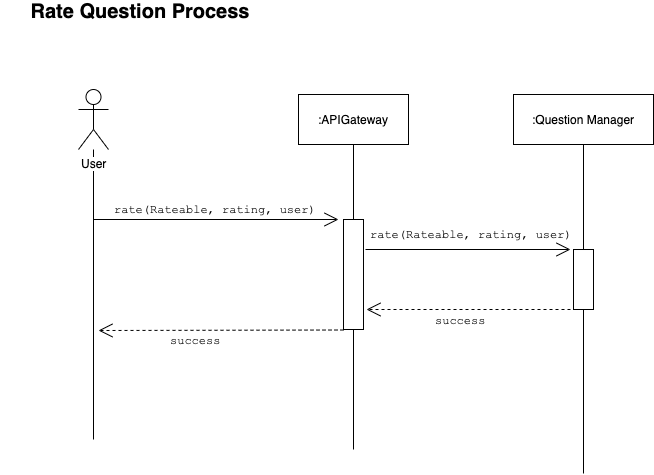 Rate Question Process
:APIGateway
:Question Manager
User
rate(Rateable, rating, user)
rate(Rateable, rating, user)
success
success